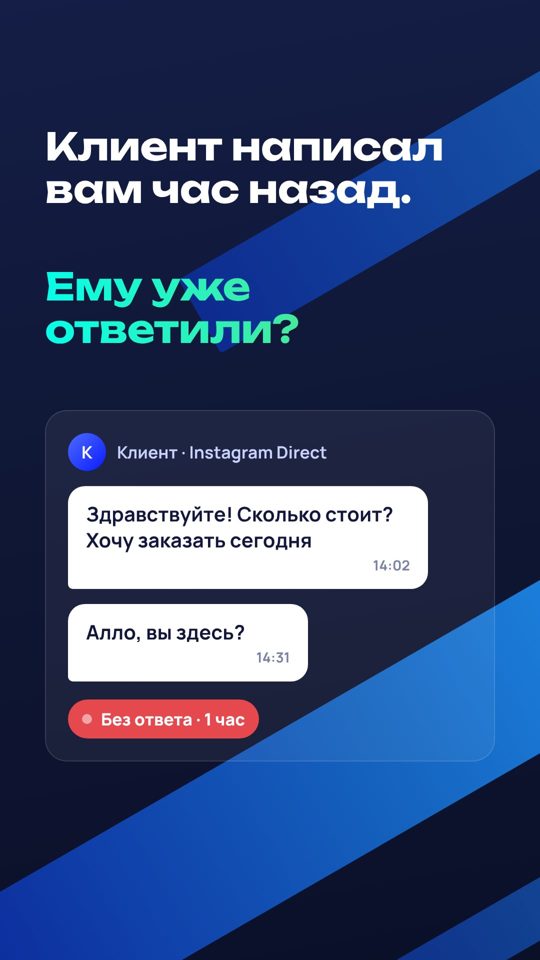 Клиент написал
вам час назад.
Ему уже
ответили?
К
Клиент · Instagram Direct
Здравствуйте! Сколько стоит?
Хочу заказать сегодня
14:02
Алло, вы здесь?
14:31
Без ответа · 1 час